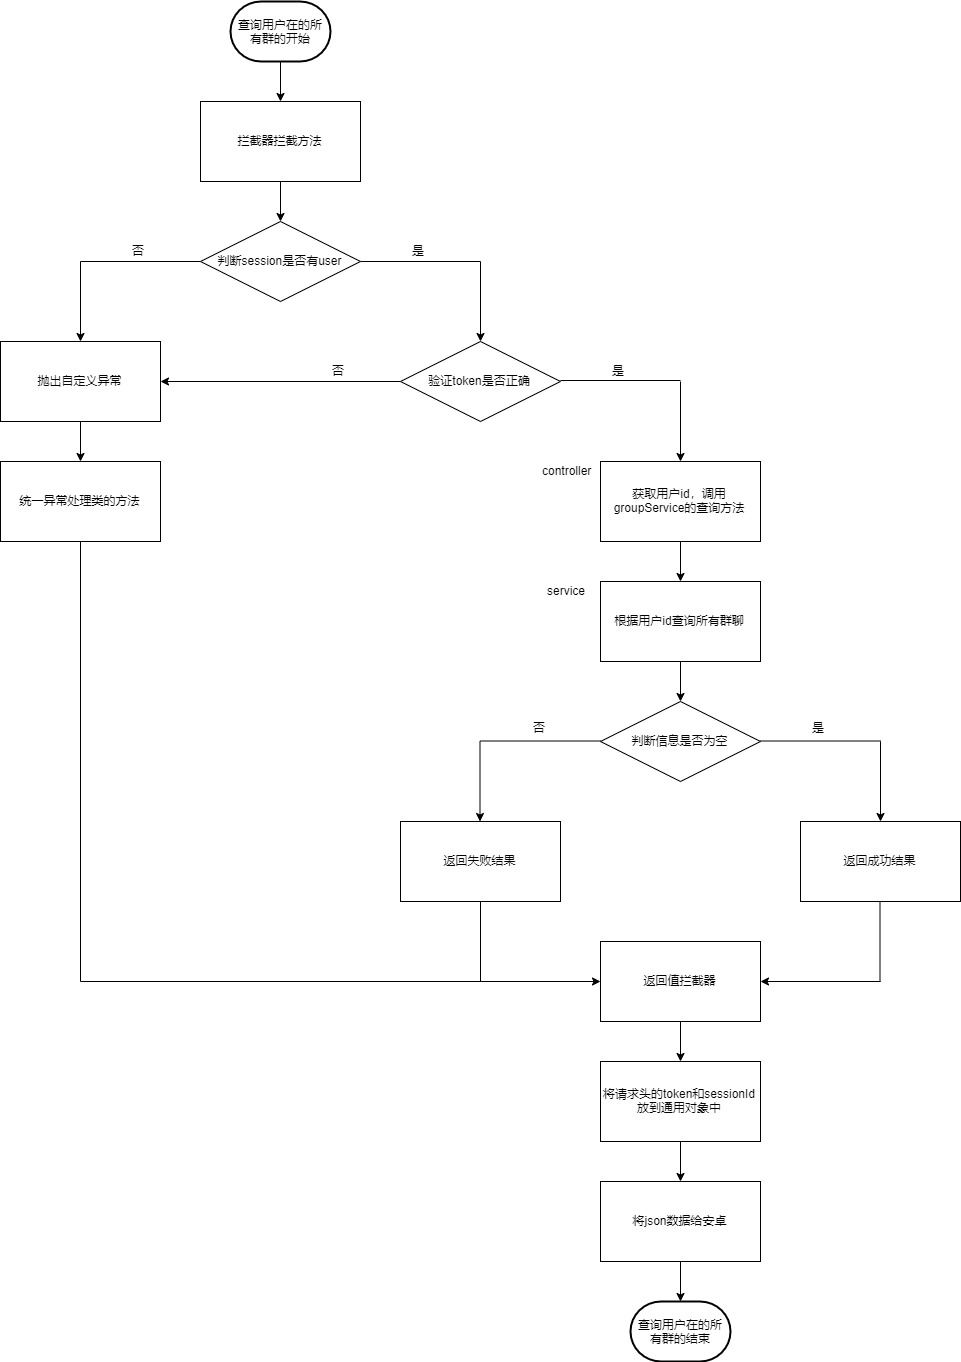 查询用户在的所
有群的开始
拦截器拦截方法
否
判断session是否有user
是
抛出自定义异常
否
验证token是否正确
是
统一异常处理类的方法
controller
获取用户id，调用
groupService的查询方法
service
根据用户id查询所有群聊
否
判断信息是否为空
是
返回失败结果
返回成功结果
返回值拦截器
将请求头的token和sessionId
放到通用对象中
将json数据给安卓
查询用户在的所
有群的结束